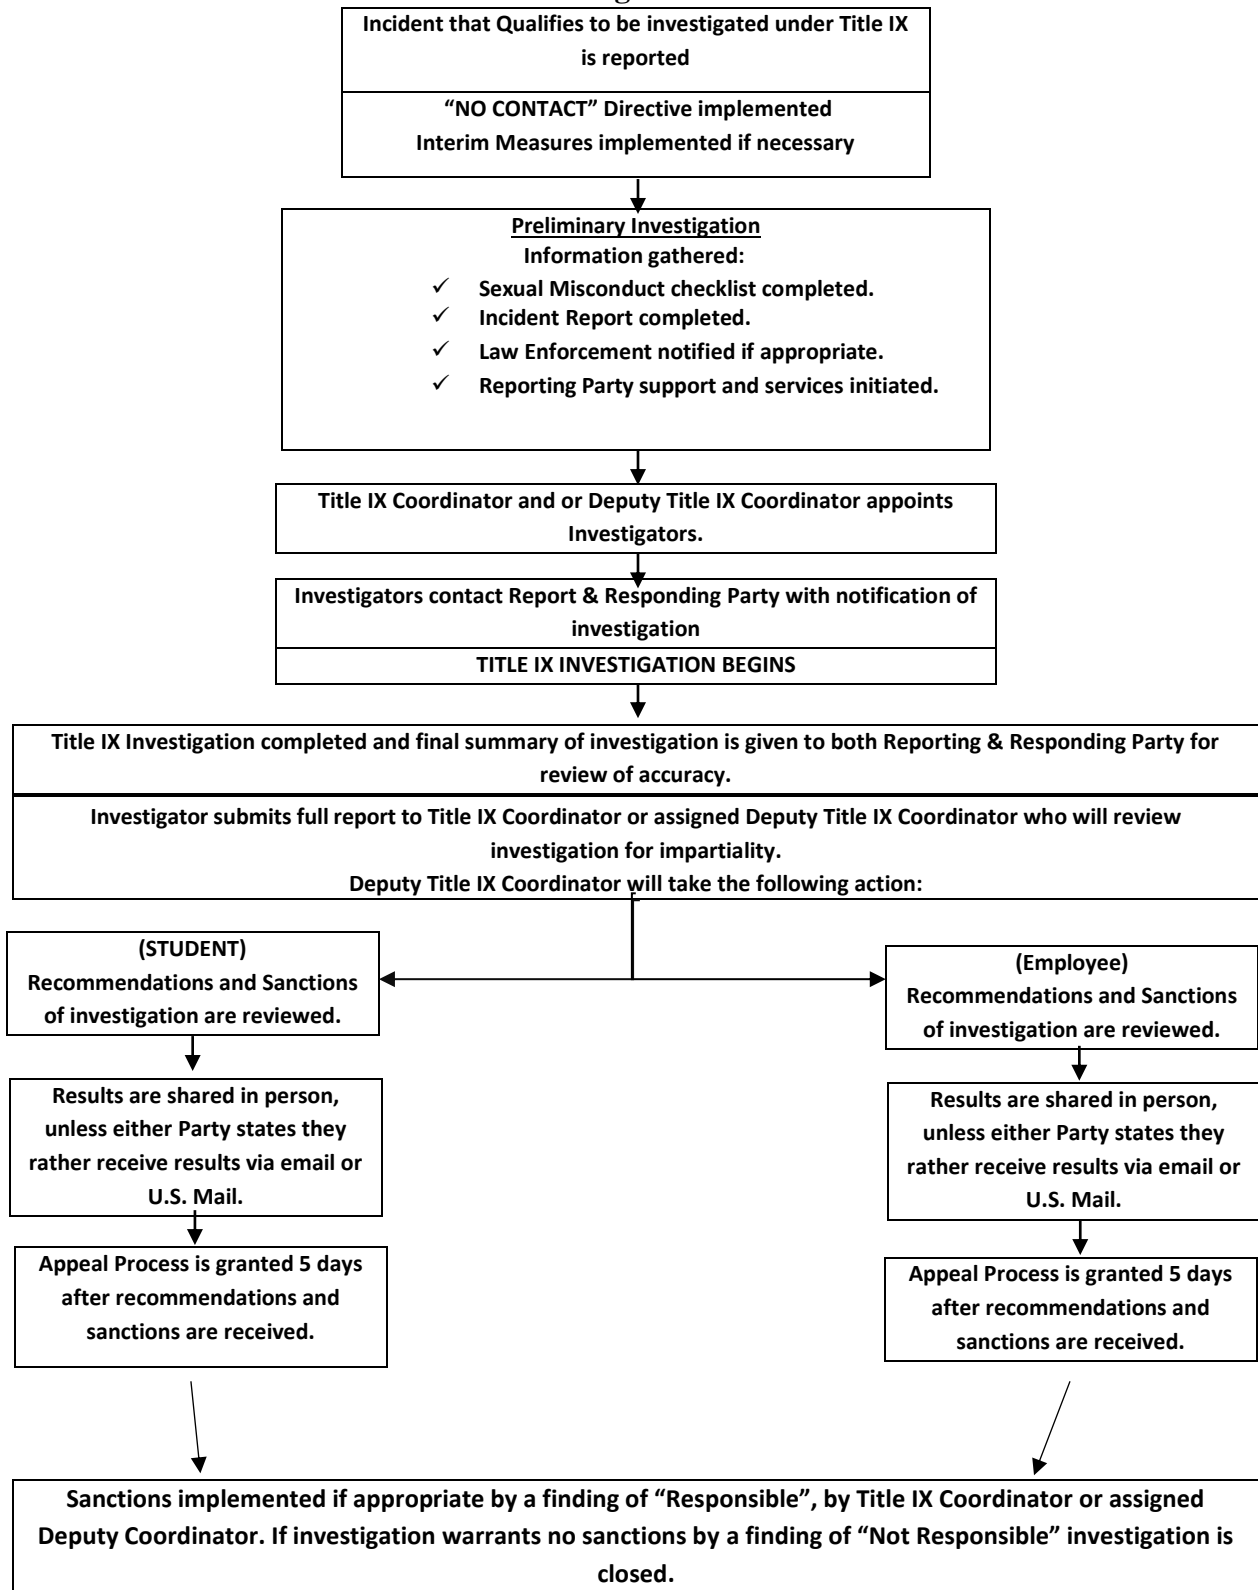 Incident that Qualifies to be investigated under Title IX
is reported
“NO CONTACT” Directive implemented
Interim Measures implemented if necessary
Preliminary Investigation
Information gathered:
✓ Sexual Misconduct checklist completed.
✓ Incident Report completed.
✓ Law Enforcement notified if appropriate.
✓ Reporting Party support and services initiated.
Title IX Coordinator and or Deputy Title IX Coordinator appoints
Investigators.
Investigators contact Report & Responding Party with notification of
investigation
TITLE IX INVESTIGATION BEGINS
Title IX Investigation completed and final summary of investigation is given to both Reporting & Responding Party for
review of accuracy.
Investigator submits full report to Title IX Coordinator or assigned Deputy Title IX Coordinator who will review
investigation for impartiality.
Deputy Title IX Coordinator will take the following action:
(STUDENT)
Recommendations and Sanctions
of investigation are reviewed.
Results are shared in person,
unless either Party states they
rather receive results via email or
U.S. Mail.
Appeal Process is granted 5 days
after recommendations and
sanctions are received.
(Employee)
Recommendations and Sanctions
of investigation are reviewed.
Results are shared in person,
unless either Party states they
rather receive results via email or
U.S. Mail.
Appeal Process is granted 5 days
after recommendations and
sanctions are received.
Sanctions implemented if appropriate by a finding of “Responsible”, by Title IX Coordinator or assigned
Deputy Coordinator. If investigation warrants no sanctions by a finding of “Not Responsible” investigation is
closed.